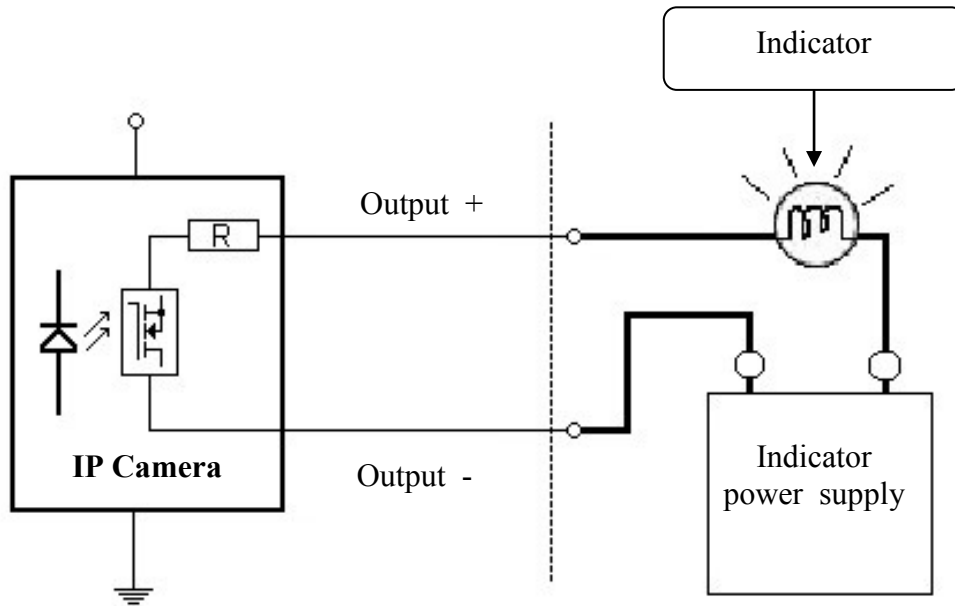 Indicator
Output +
R
IP Camera
Output -
Indicator
power supply